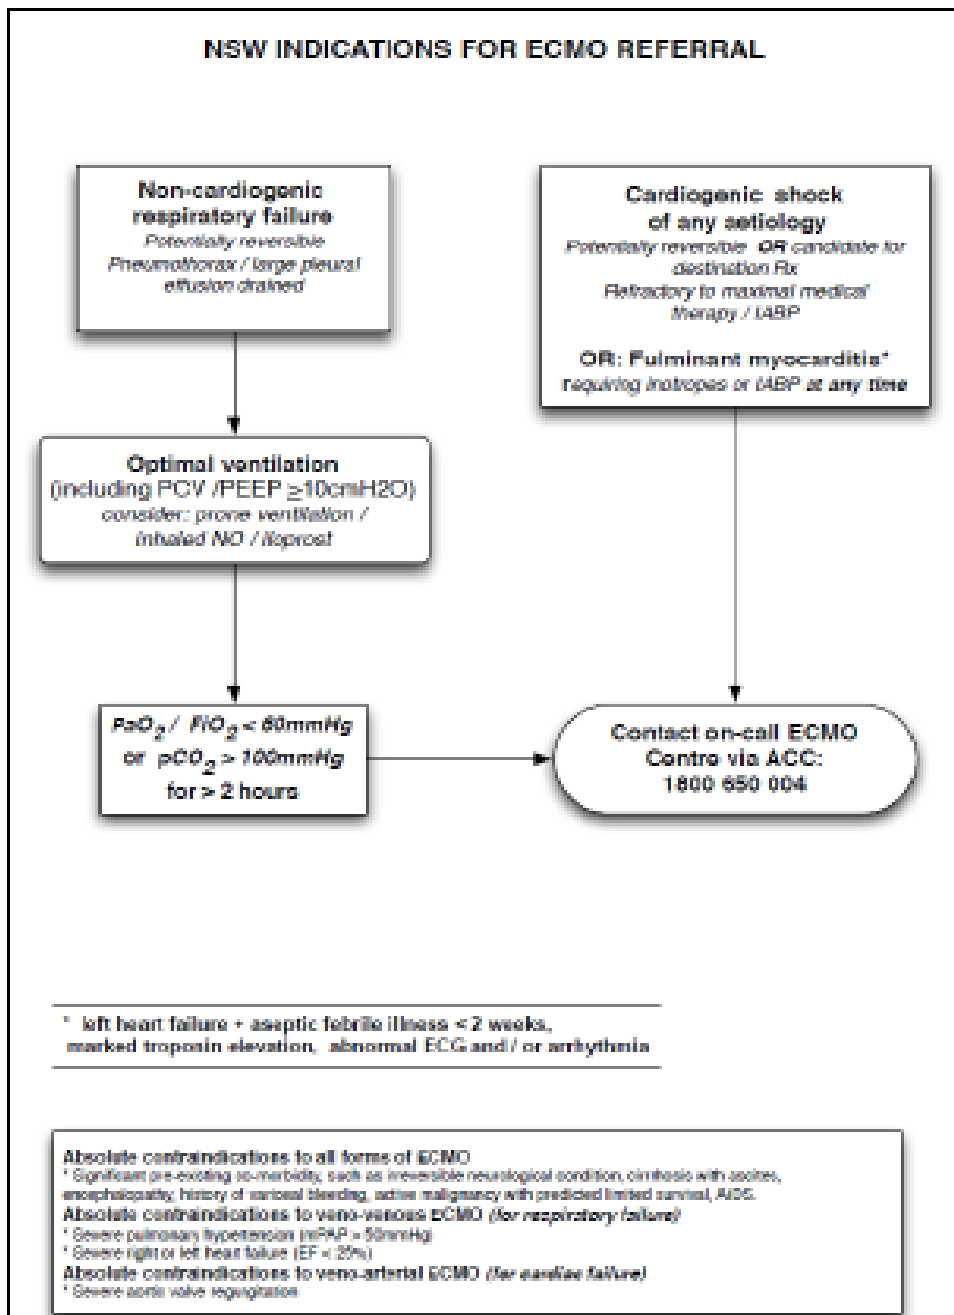 NSW INDICATIONS FOR ECMO REFERRAL
Non-cardiogenic
respiratory failure
Potentially reversible
Pneumothorax / large pleural
effusion drained
Cardiogenic shock
of any aetiology
Potentially reversible OR candidate for
destination Rx
Refractory to maximal medical
therapy / IABP
OR: Fulminant myocarditis*
requiring inotropes or IABP at any time
Optimal ventilation
(including PCV /PEEP ≥10cmH2O)
consider: prone ventilation /
inhaled NO / iloprost
PaO2 / FiO2 < 60mmHg
or pCO2 > 100mmHg
for > 2 hours
Contact on-call ECMO
Centre via ACC:
1800 650 004
* left heart failure + aseptic febrile illness < 2 weeks,
marked troponin elevation, abnormal ECG and / or arrhythmia
Absolute contraindications to all forms of ECMO
* Significant pre-existing co-morbidity, such as irreversible neurological condition, cirrhosis with ascites,
encephalopathy, history of variceal bleeding, active malignancy with predicted limited survival, AIDS.
Absolute contraindications to veno-venous ECMO (for respiratory failure)
* Severe pulmonary hypertension (mPAP > 50mmHg)
* Severe right or left heart failure (EF < 25%)
Absolute contraindications to veno-arterial ECMO (for cardiac failure)
* Severe aortic valve regurgitation